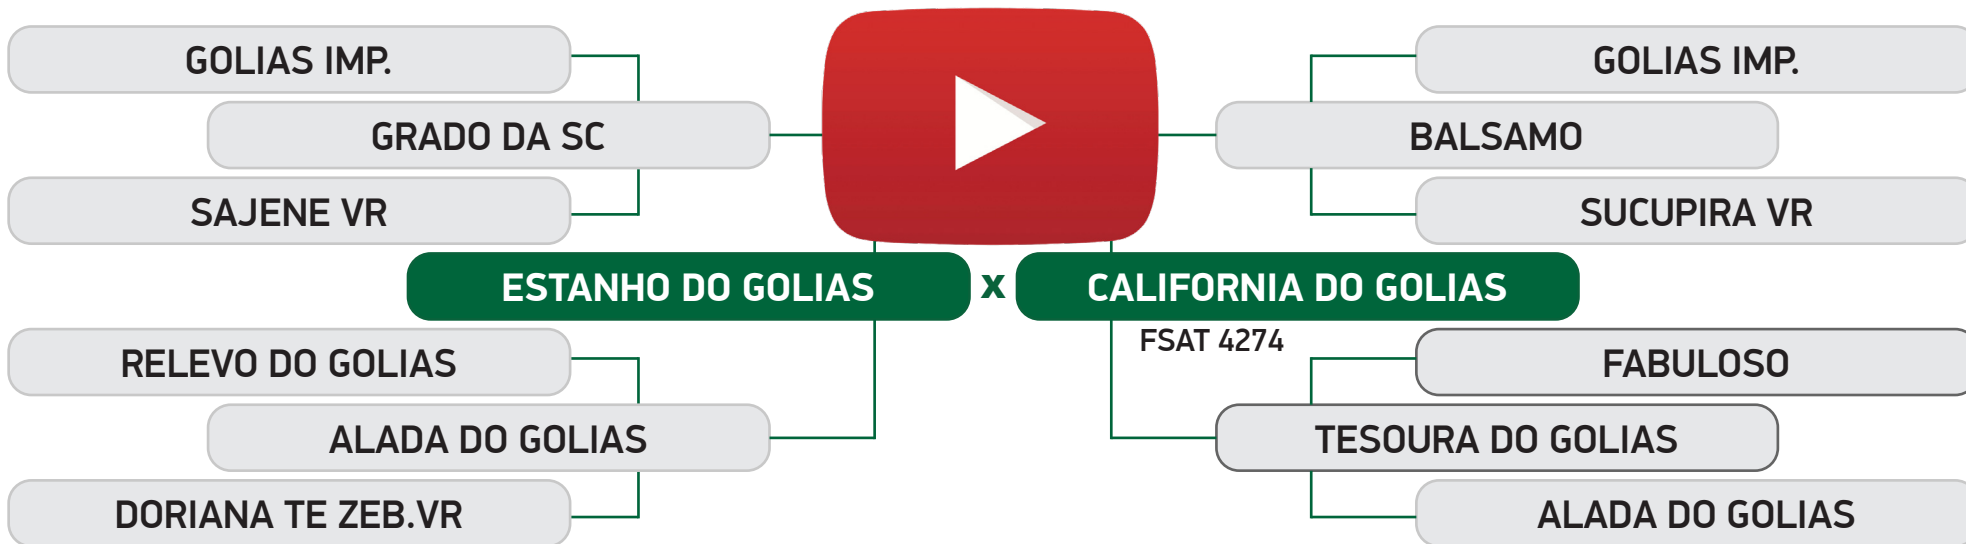 GOLIAS IMP.
GRADO DA SC
SAJENE VR
GOLIAS IMP.
BALSAMO
SUCUPIRA VR
ESTANHO DO GOLIAS x CALIFORNIA DO GOLIAS
FSAT 4274
RELEVO DO GOLIAS
ALADA DO GOLIAS
DORIANA TE ZEB.VR
FABULOSO
TESOURA DO GOLIAS
ALADA DO GOLIAS